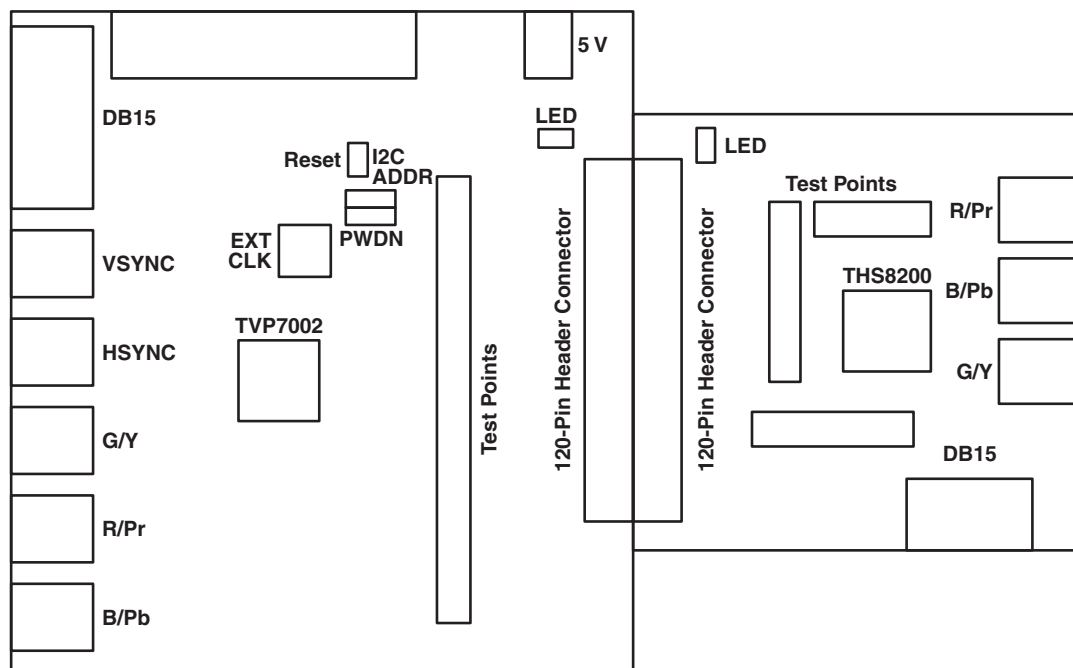 5 V
DB15
LED
LED
Reset
I2C
ADDR
Test Points
R/Pr
PWDN
EXT
CLK
VSYNC
THS8200
B/Pb
TVP7002
HSYNC
Test Points
120-Pin Header Connector
120-Pin Header Connector
G/Y
G/Y
DB15
R/Pr
B/Pb